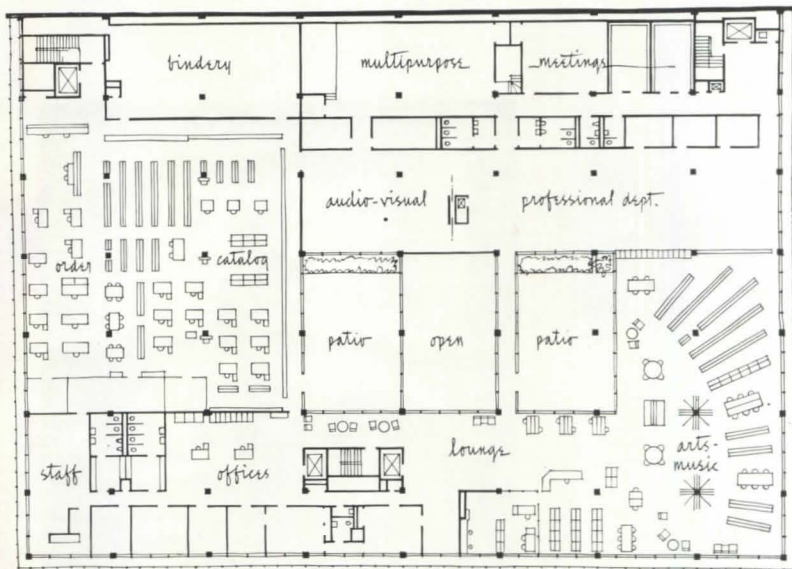 bindery
multipurpose
meetings
audio-visual
professional dept.
order
catalog
patio
open
patio
lounge
arts-
music
staff
offices